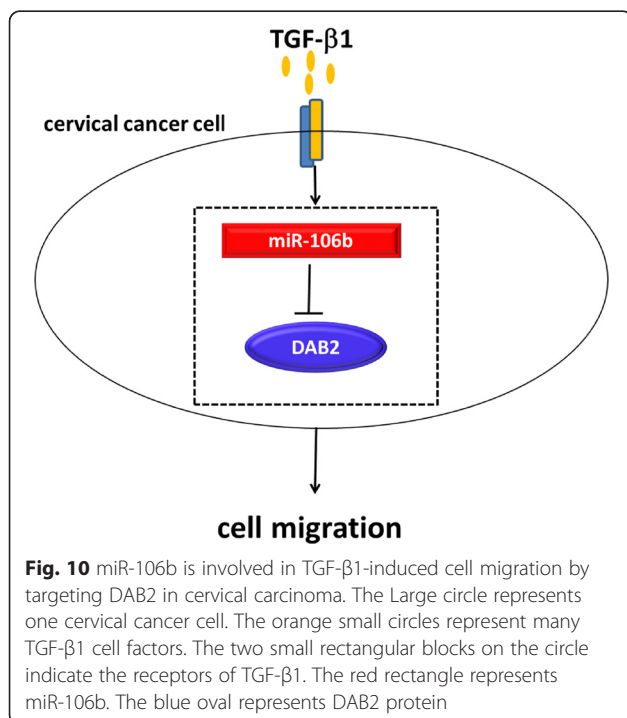 TGF-β1
cervical cancer cell
miR-106b
DAB2
cell migration
Fig. 10 miR-106b is involved in TGF-β1-induced cell migration by
targeting DAB2 in cervical carcinoma. The Large circle represents
one cervical cancer cell. The orange small circles represent many
TGF-β1 cell factors. The two small rectangular blocks on the circle
indicate the receptors of TGF-β1. The red rectangle represents
miR-106b. The blue oval represents DAB2 protein